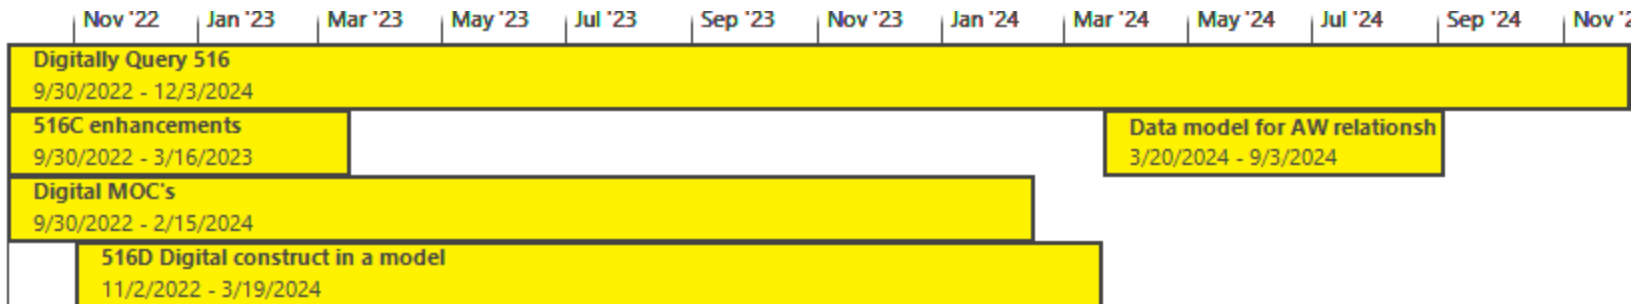 Nov '22 Jan '23 Mar '23 May '23 Jul '23 Sep '23 Nov '23 Jan '24 Mar '24 May '24 Jul '24 Sep '24 Nov '2
Digitally Query 516
9/30/2022 - 12/3/2024
516C enhancements
9/30/2022 - 3/16/2023
Data model for AW relationsh
3/20/2024 - 9/3/2024
Digital MOC's
9/30/2022 - 2/15/2024
516D Digital construct in a model
11/2/2022 - 3/19/2024